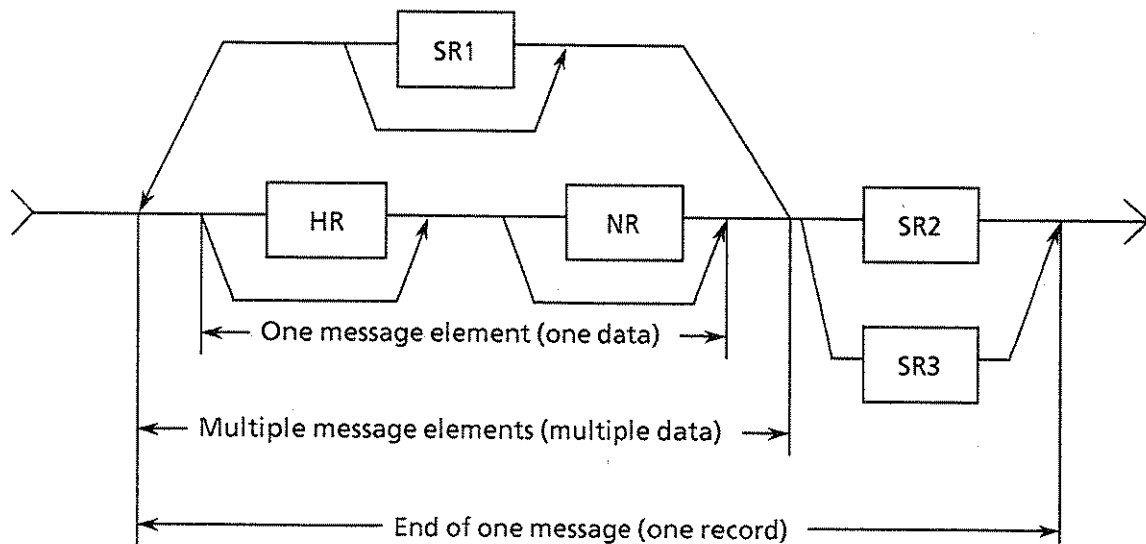 SR1
HR
NR
SR2
One message element (one data)
SR3
Multiple message elements (multiple data)
End of one message (one record)